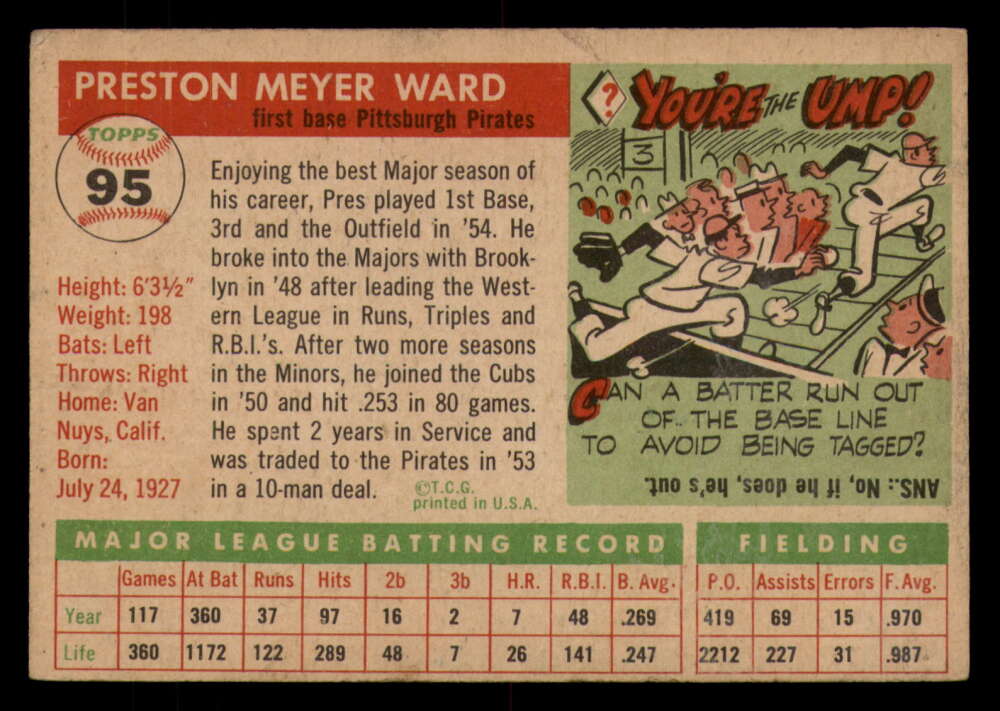 PRESTON MEYER WARD
first base Pittsburgh Pirates
TOPPS
95
Height: 6'3½"
Weight: 198
Bats: Left
Throws: Right
Home: Van
Nuys, Calif.
Born:
July 24, 1927
Enjoying the best Major season of
his career, Pres played 1st Base,
3rd and the Outfield in '54. He
broke into the Majors with Brook-
lyn in '48 after leading the West-
ern League in Runs, Triples and
R.B.I.'s. After two more seasons
in the Minors, he joined the Cubs
in '50 and hit .253 in 80 games.
He spent 2 years in Service and
was traded to the Pirates in '53
in a 10-man deal.
©T.C.G.
printed in U.S.A.
? YOU'RE THE UMP!
3
CAN A BATTER RUN OUT
OF THE BASE LINE
TO AVOID BEING TAGGED?
ANS.: No, if he does, he's out.
MAJOR LEAGUE BATTING RECORD FIELDING
Games At Bat Runs Hits 2b 3b H.R. R.B.I. B. Avg. P.O. Assists Errors F. Avg.
Year 117 360 37 97 16 2 7 48 .269 419 69 15 .970
Life 360 1172 122 289 48 7 26 141 .247 2212 227 31 .987